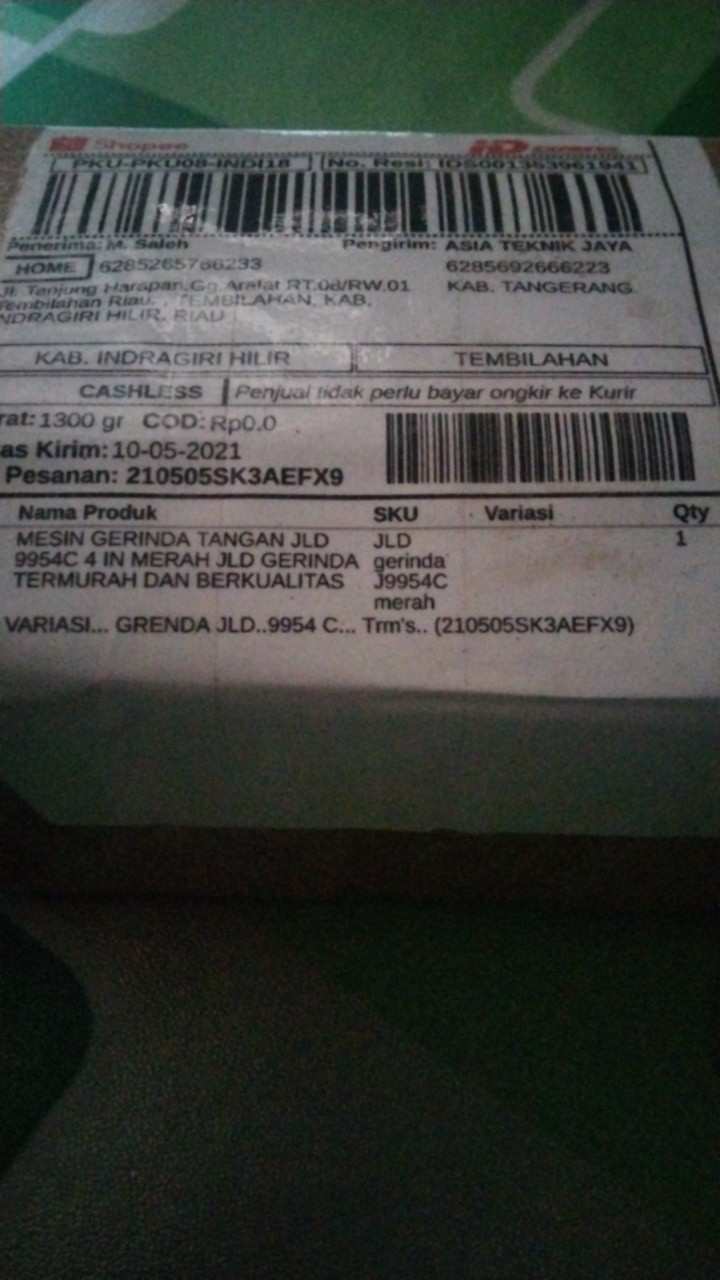 Shopee
PKU-PKU08-INDI18 No. Resi: IDS001353961941
Penerima: M. Saleh Pengirim: ASIA TEKNIK JAYA
HOME 6285265786233 6285692666223
Jl. Tanjung Harapan,Gg.Arafat RT.08/RW.01 KAB. TANGERANG
Tembilahan Riau. , TEMBILAHAN, KAB.
NDRAGIRI HILIR, RIAU
KAB. INDRAGIRI HILIR TEMBILAHAN
CASHLESS Penjual tidak perlu bayar ongkir ke Kurir
rat: 1300 gr COD: Rp0.0
as Kirim: 10-05-2021
Pesanan: 210505SK3AEFX9
Nama Produk SKU Variasi Qty
MESIN GERINDA TANGAN JLD JLD 1
9954C 4 IN MERAH JLD GERINDA gerinda
TERMURAH DAN BERKUALITAS J9954C
merah
VARIASI... GRENDA JLD..9954 C... Trm's.. (210505SK3AEFX9)